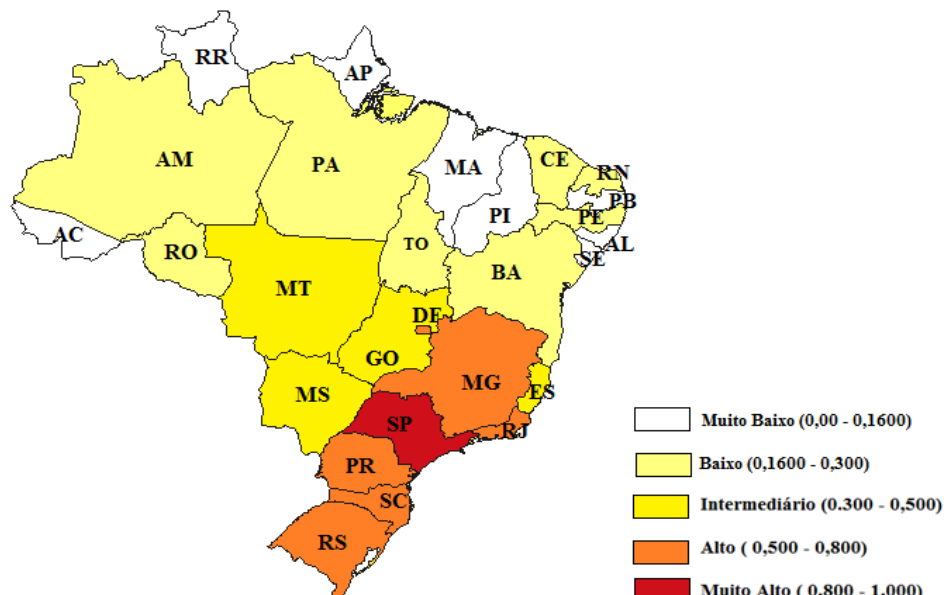 RR
AP
AM
PA
MA
CE
RN
PB
PI
PE
AC
AL
TO
RO
SE
BA
MT
DF
GO
MG
MS
ES
SP
RJ
PR
SC
RS
Muito Baixo (0,00 - 0,1600)
Baixo (0,1600 - 0,300)
Intermediário (0.300 - 0,500)
Alto ( 0,500 - 0,800)
Muito Alto ( 0,800 - 1,000)